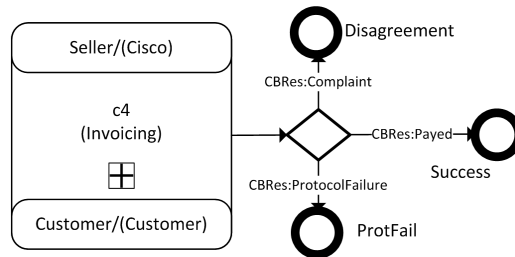 Seller/(Cisco)
c4
(Invoicing)
Customer/(Customer)
Disagreement
CBRes:Complaint
CBRes:Payed
Success
CBRes:ProtocolFailure
ProtFail